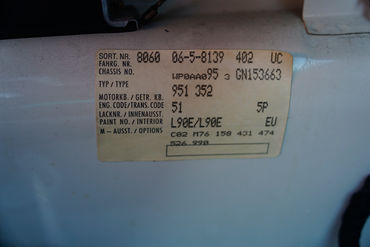 SORT. NR. 8060 06-5-8139 402 UC
FAHRG. NR.
CHASSIS NO. WP0AA095 3 GN153663
TYP / TYPE 951 352
MOTORKB. / GETR. KB.
ENG. CODE/TRANS. CODE 51 5P
LACKNR. / INNENAUSST.
PAINT NO. / INTERIOR L90E/L90E EU
M – AUSST. / OPTIONS C02 M76 158 431 474
526 990